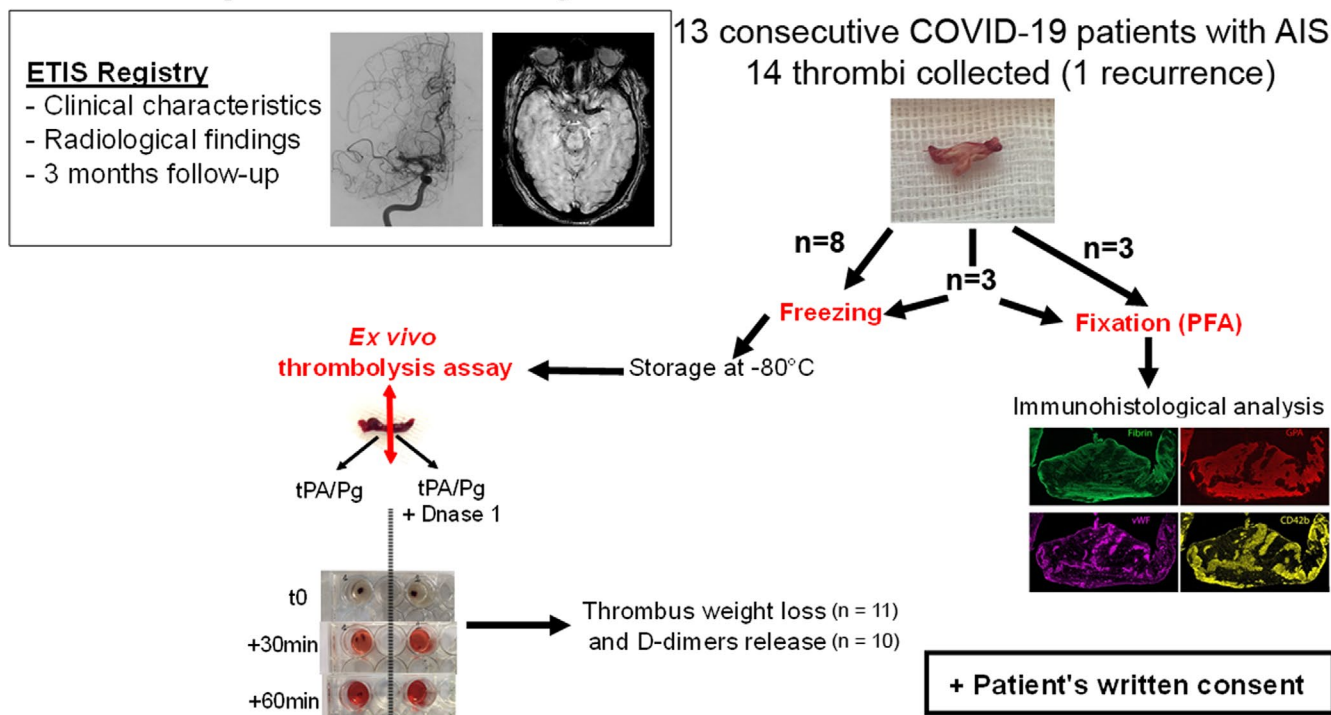 ETIS Registry
- Clinical characteristics
- Radiological findings
- 3 months follow-up
13 consecutive COVID-19 patients with AIS
14 thrombi collected (1 recurrence)
n=8
n=3
n=3
Freezing
Fixation (PFA)
Ex vivo
thrombolysis assay
Storage at -80°C
Immunohistological analysis
Fibrin
GPA
vWF
CD42b
tPA/Pg
tPA/Pg
+ Dnase 1
t0
+30min
+60min
Thrombus weight loss (n = 11)
and D-dimers release (n = 10)
+ Patient's written consent